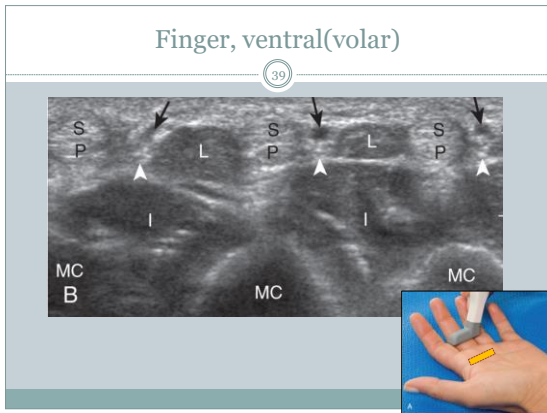 Finger, ventral(volar)
39
S S S
P L P L P
I I
MC MC MC
B
A